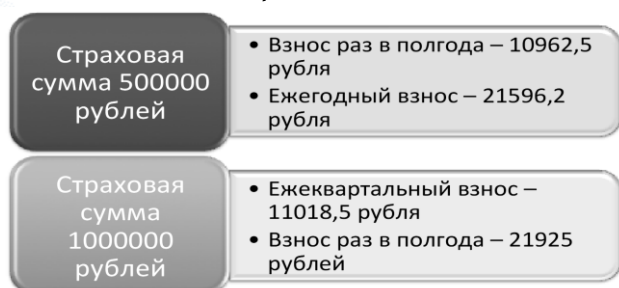 Страховая
сумма 500000
рублей
• Взнос раз в полгода – 10962,5
рубля
• Ежегодный взнос – 21596,2
рубля
Страховая
сумма
1000000
рублей
• Ежеквартальный взнос –
11018,5 рубля
• Взнос раз в полгода – 21925
рублей